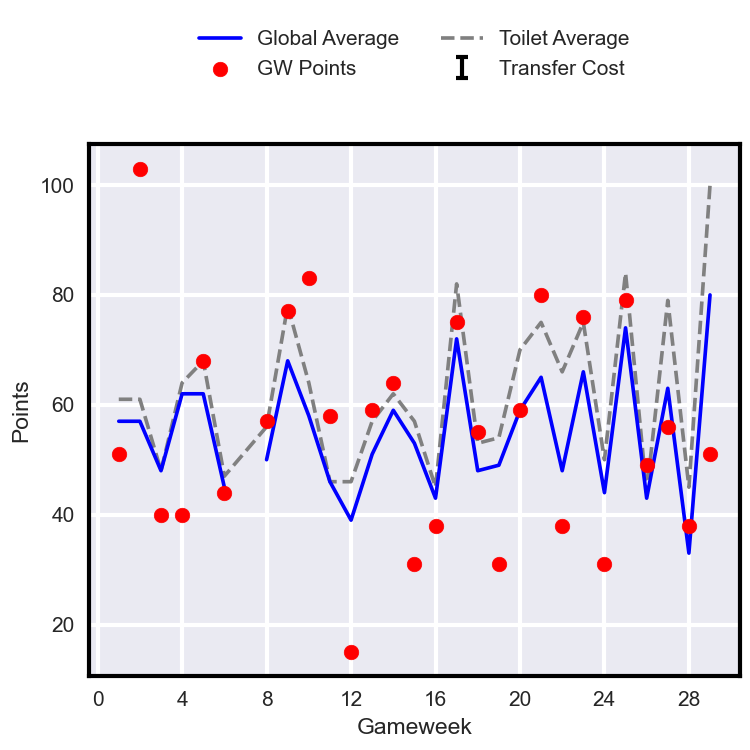 Global Average
Toilet Average
GW Points
Transfer Cost
100
80
60
40
20
Points
0 4 8 12 16 20 24 28
Gameweek